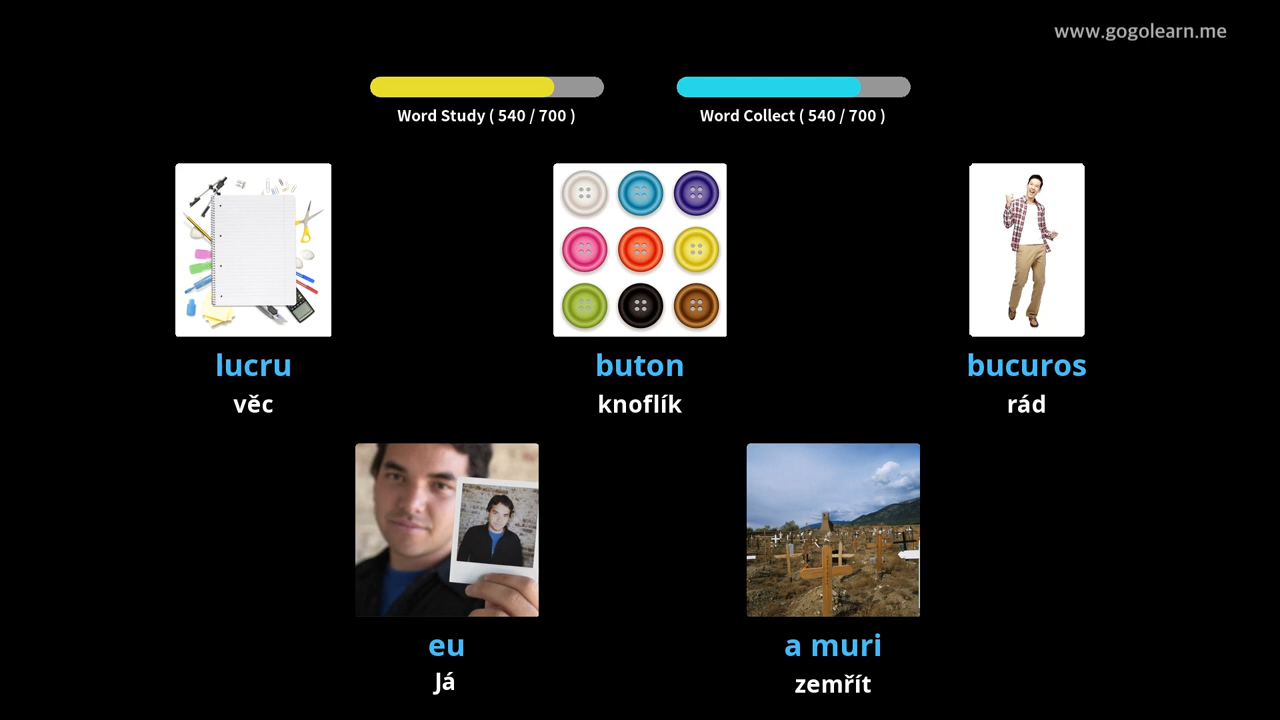 www.gogolearn.me
Word Study ( 540 / 700 )
Word Collect ( 540 / 700 )
lucru
věc
buton
knoflík
bucuros
rád
eu
Já
a muri
zemřít